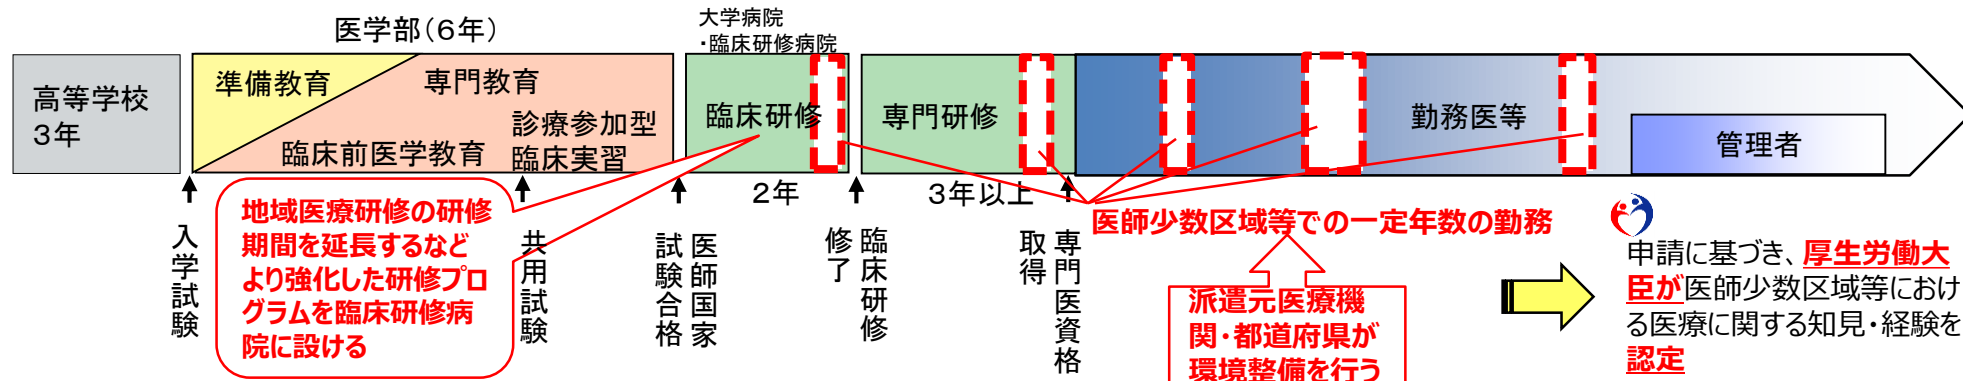 医学部（６年）
大学病院
・臨床研修病院
高等学校
３年
準備教育
専門教育
臨床前医学教育
診療参加型
臨床実習
臨床研修
専門研修
勤務医等
管理者
２年
３年以上
入学試験
地域医療研修の研修
期間を延長するなど
より強化した研修プロ
グラムを臨床研修病
院に設ける
共用試験
医師国家
試験合格
臨床研修
修了
専門医資格
取得
医師少数区域等での一定年数の勤務
派遣元医療機
関・都道府県が
環境整備を行う
申請に基づき、厚生労働大
臣が医師少数区域等におけ
る医療に関する知見・経験を
認定